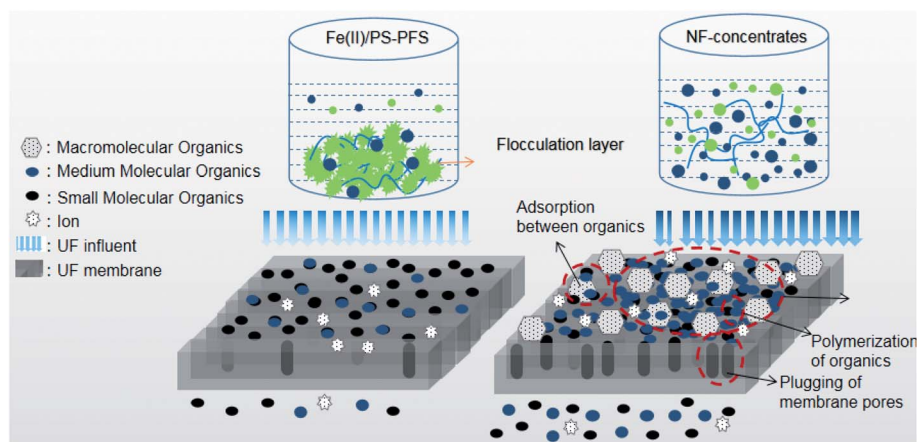 Fe(II)/PS-PFS
NF-concentrates
Flocculation layer
: Macromolecular Organics
: Medium Molecular Organics
: Small Molecular Organics
: Ion
: UF influent
: UF membrane
Adsorption
between organics
Polymerization
of organics
Plugging of
membrane pores